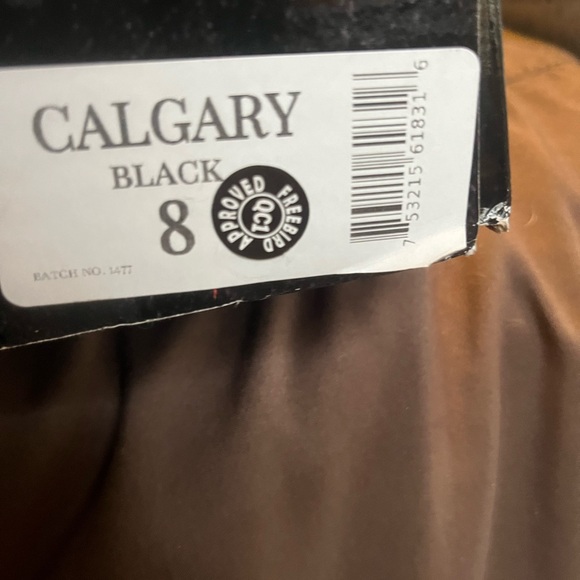 CALGARY
BLACK
8
APPROVED FREEBIRD
QC1
BATCH NO. 1477
7 53215 61831 6